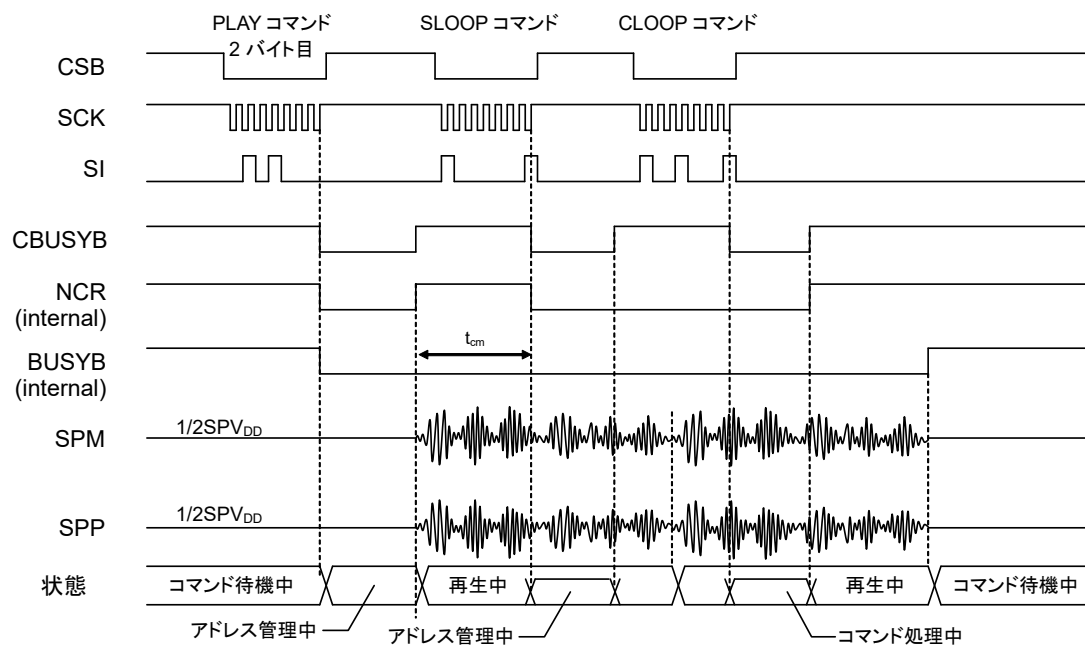 PLAY コマンド
2 バイト目
SLOOP コマンド
CLOOP コマンド
CSB
SCK
SI
CBUSYB
NCR
(internal)
tcm
BUSYB
(internal)
SPM
1/2SPVDD
SPP
1/2SPVDD
状態
コマンド待機中
再生中
再生中
コマンド待機中
アドレス管理中
アドレス管理中
コマンド処理中